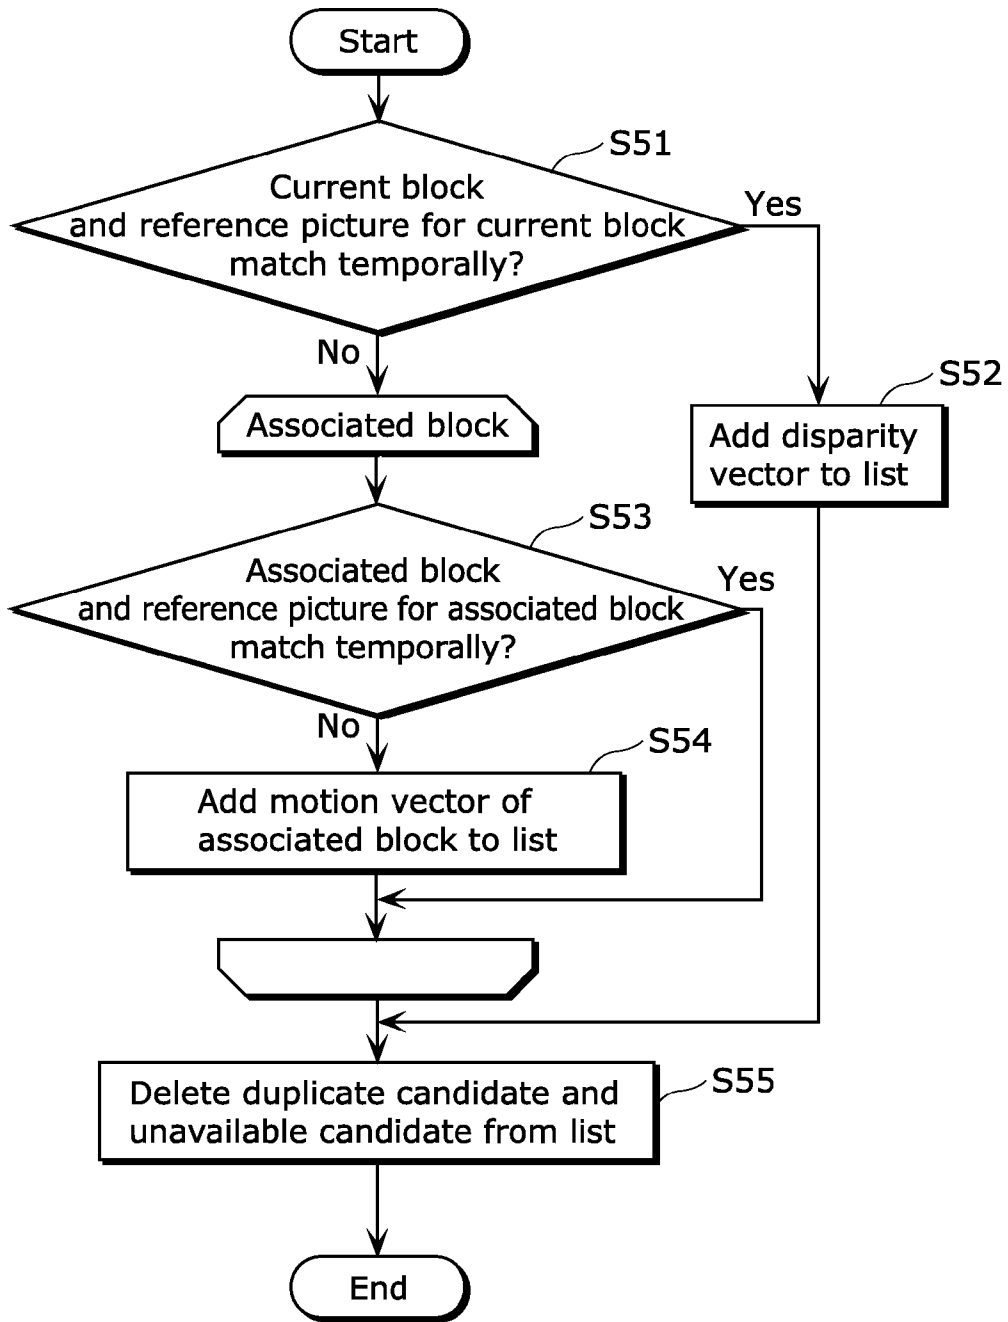 Start
S51
Current block
and reference picture for current block
match temporally?
Yes
No
S52
Add disparity
vector to list
Associated block
S53
Associated block
and reference picture for associated block
match temporally?
Yes
No
S54
Add motion vector of
associated block to list
S55
Delete duplicate candidate and
unavailable candidate from list
End